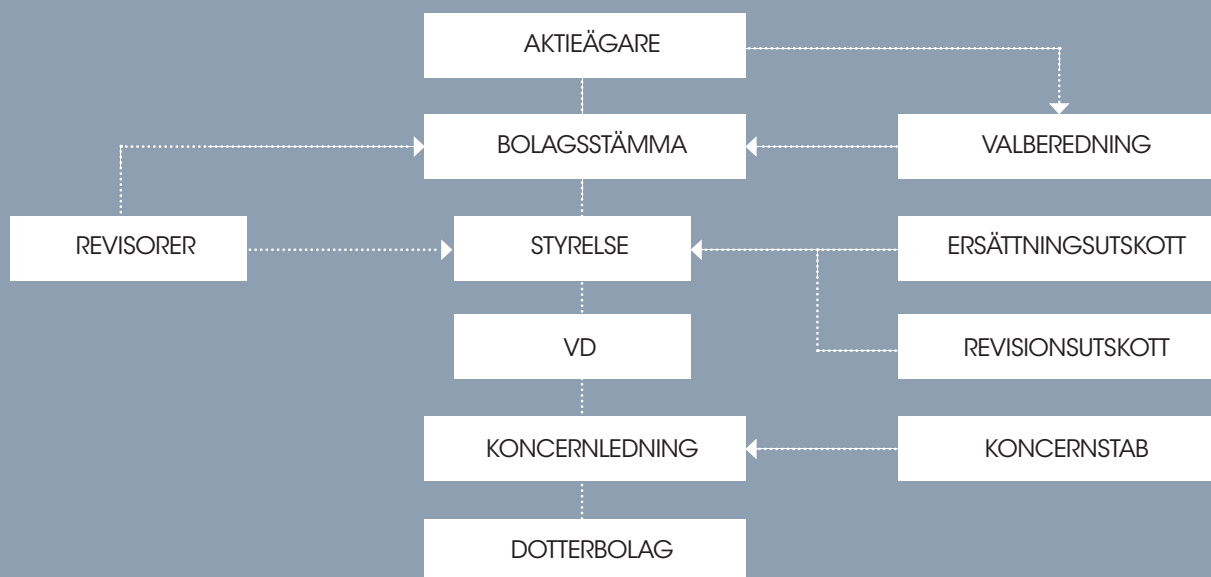 AKTIEÄGARE
BOLAGSSTÄMMA
VALBEREDNING
REVISORER
STYRELSE
ERSÄTTNINGSUTSKOTT
VD
REVISIONSUTSKOTT
KONCERNLEDNING
KONCERNSTAB
DOTTERBOLAG